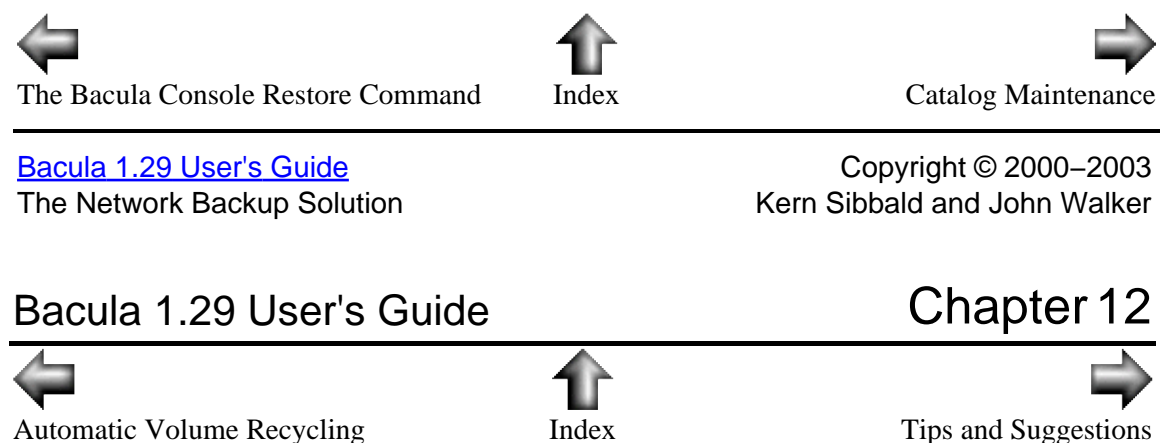 The Bacula Console Restore Command Index Catalog Maintenance
Bacula 1.29 User's Guide Copyright © 2000−2003
The Network Backup Solution Kern Sibbald and John Walker
Bacula 1.29 User's Guide Chapter 12
Automatic Volume Recycling Index Tips and Suggestions